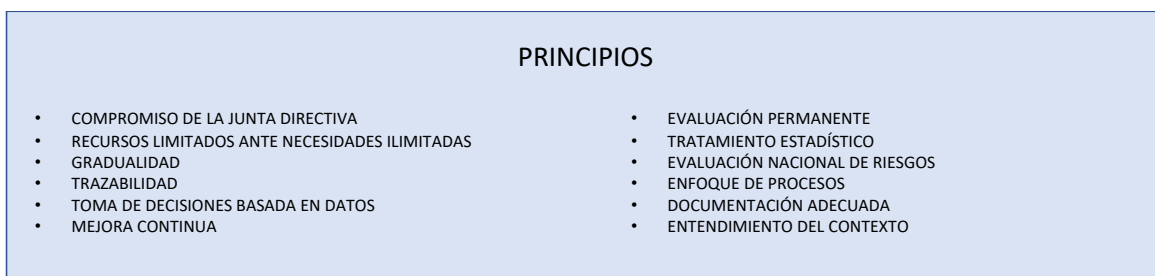 PRINCIPIOS
• COMPROMISO DE LA JUNTA DIRECTIVA
• RECURSOS LIMITADOS ANTE NECESIDADES ILIMITADAS
• GRADUALIDAD
• TRAZABILIDAD
• TOMA DE DECISIONES BASADA EN DATOS
• MEJORA CONTINUA
• EVALUACIÓN PERMANENTE
• TRATAMIENTO ESTADÍSTICO
• EVALUACIÓN NACIONAL DE RIESGOS
• ENFOQUE DE PROCESOS
• DOCUMENTACIÓN ADECUADA
• ENTENDIMIENTO DEL CONTEXTO